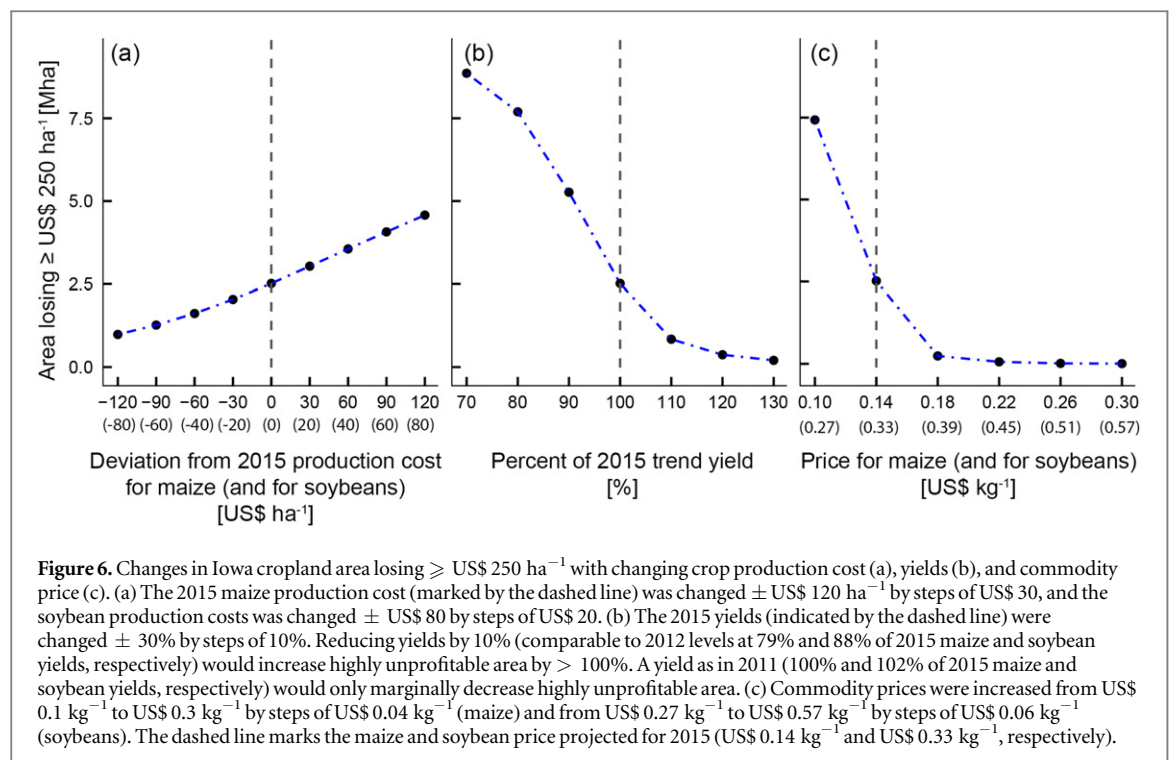 (a)
(b)
(c)
Area losing ≥ US$ 250 ha⁻¹ [Mha]
7.5
5.0
2.5
0.0
−120 −90 −60 −30 0 30 60 90 120
(-80) (-60) (-40) (-20) (0) (20) (40) (60) (80)
Deviation from 2015 production cost
for maize (and for soybeans)
[US$ ha⁻¹]
70 80 90 100 110 120 130
Percent of 2015 trend yield
[%]
0.10 0.14 0.18 0.22 0.26 0.30
(0.27) (0.33) (0.39) (0.45) (0.51) (0.57)
Price for maize (and for soybeans)
[US$ kg⁻¹]
Figure 6. Changes in Iowa cropland area losing ⩾ US$ 250 ha⁻¹ with changing crop production cost (a), yields (b), and commodity
price (c). (a) The 2015 maize production cost (marked by the dashed line) was changed ± US$ 120 ha⁻¹ by steps of US$ 30, and the
soybean production costs was changed ± US$ 80 by steps of US$ 20. (b) The 2015 yields (indicated by the dashed line) were
changed ± 30% by steps of 10%. Reducing yields by 10% (comparable to 2012 levels at 79% and 88% of 2015 maize and soybean
yields, respectively) would increase highly unprofitable area by > 100%. A yield as in 2011 (100% and 102% of 2015 maize and
soybean yields, respectively) would only marginally decrease highly unprofitable area. (c) Commodity prices were increased from US$
0.1 kg⁻¹ to US$ 0.3 kg⁻¹ by steps of US$ 0.04 kg⁻¹ (maize) and from US$ 0.27 kg⁻¹ to US$ 0.57 kg⁻¹ by steps of US$ 0.06 kg⁻¹
(soybeans). The dashed line marks the maize and soybean price projected for 2015 (US$ 0.14 kg⁻¹ and US$ 0.33 kg⁻¹, respectively).